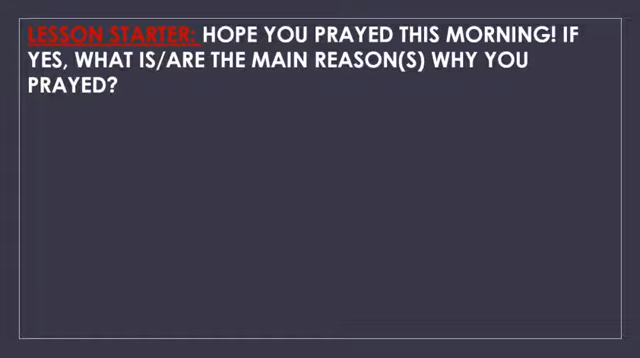 LESSON STARTER: HOPE YOU PRAYED THIS MORNING! IF
YES, WHAT IS/ARE THE MAIN REASON(S) WHY YOU
PRAYED?